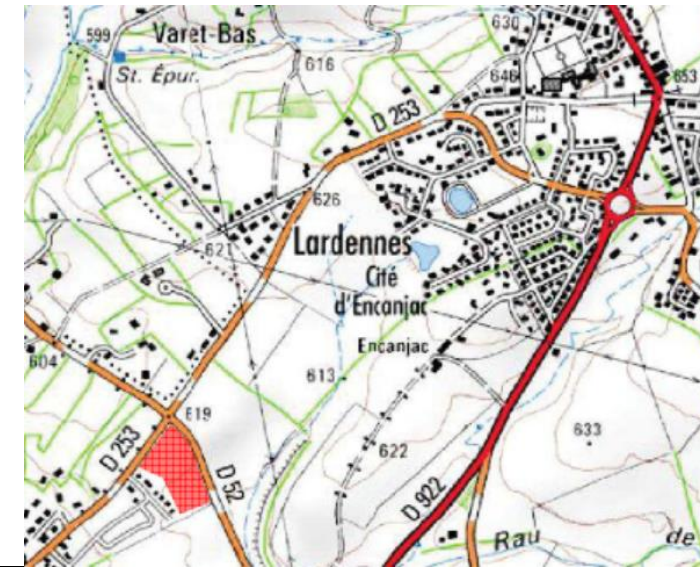 599
Varet-Bas
616
630
St. Épur.
646
653
D 253
626
621
Lardennes
Cité
d'Encanjac
Encanjac
604
613
619
622
633
D 253
D 52
D 922
Rau de